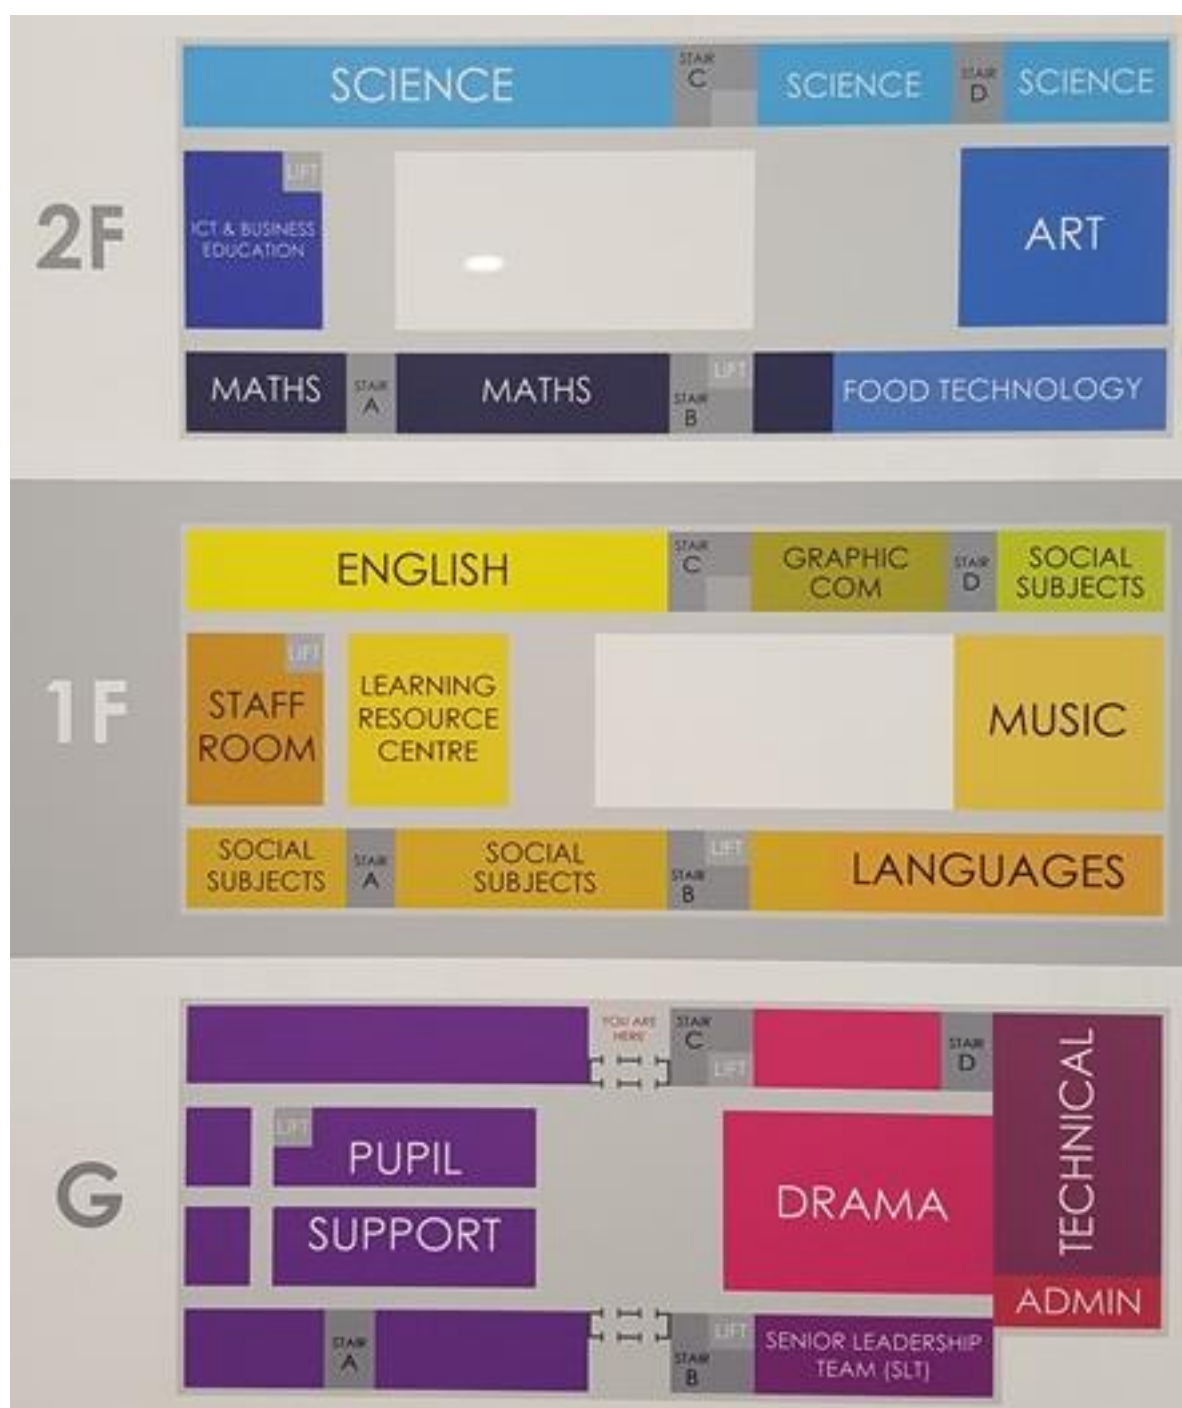 2F
SCIENCE
STAIR
C
SCIENCE
STAIR
D
SCIENCE
LIFT
ICT & BUSINESS
EDUCATION
ART
MATHS
STAIR
A
MATHS
STAIR
B
LIFT
FOOD TECHNOLOGY
1F
ENGLISH
STAIR
C
GRAPHIC
COM
STAIR
D
SOCIAL
SUBJECTS
LIFT
STAFF
ROOM
LEARNING
RESOURCE
CENTRE
MUSIC
SOCIAL
SUBJECTS
STAIR
A
SOCIAL
SUBJECTS
STAIR
B
LIFT
LANGUAGES
G
YOU ARE
HERE
STAIR
C
LIFT
STAIR
D
TECHNICAL
LIFT
PUPIL
SUPPORT
DRAMA
ADMIN
STAIR
A
STAIR
B
LIFT
SENIOR LEADERSHIP
TEAM (SLT)